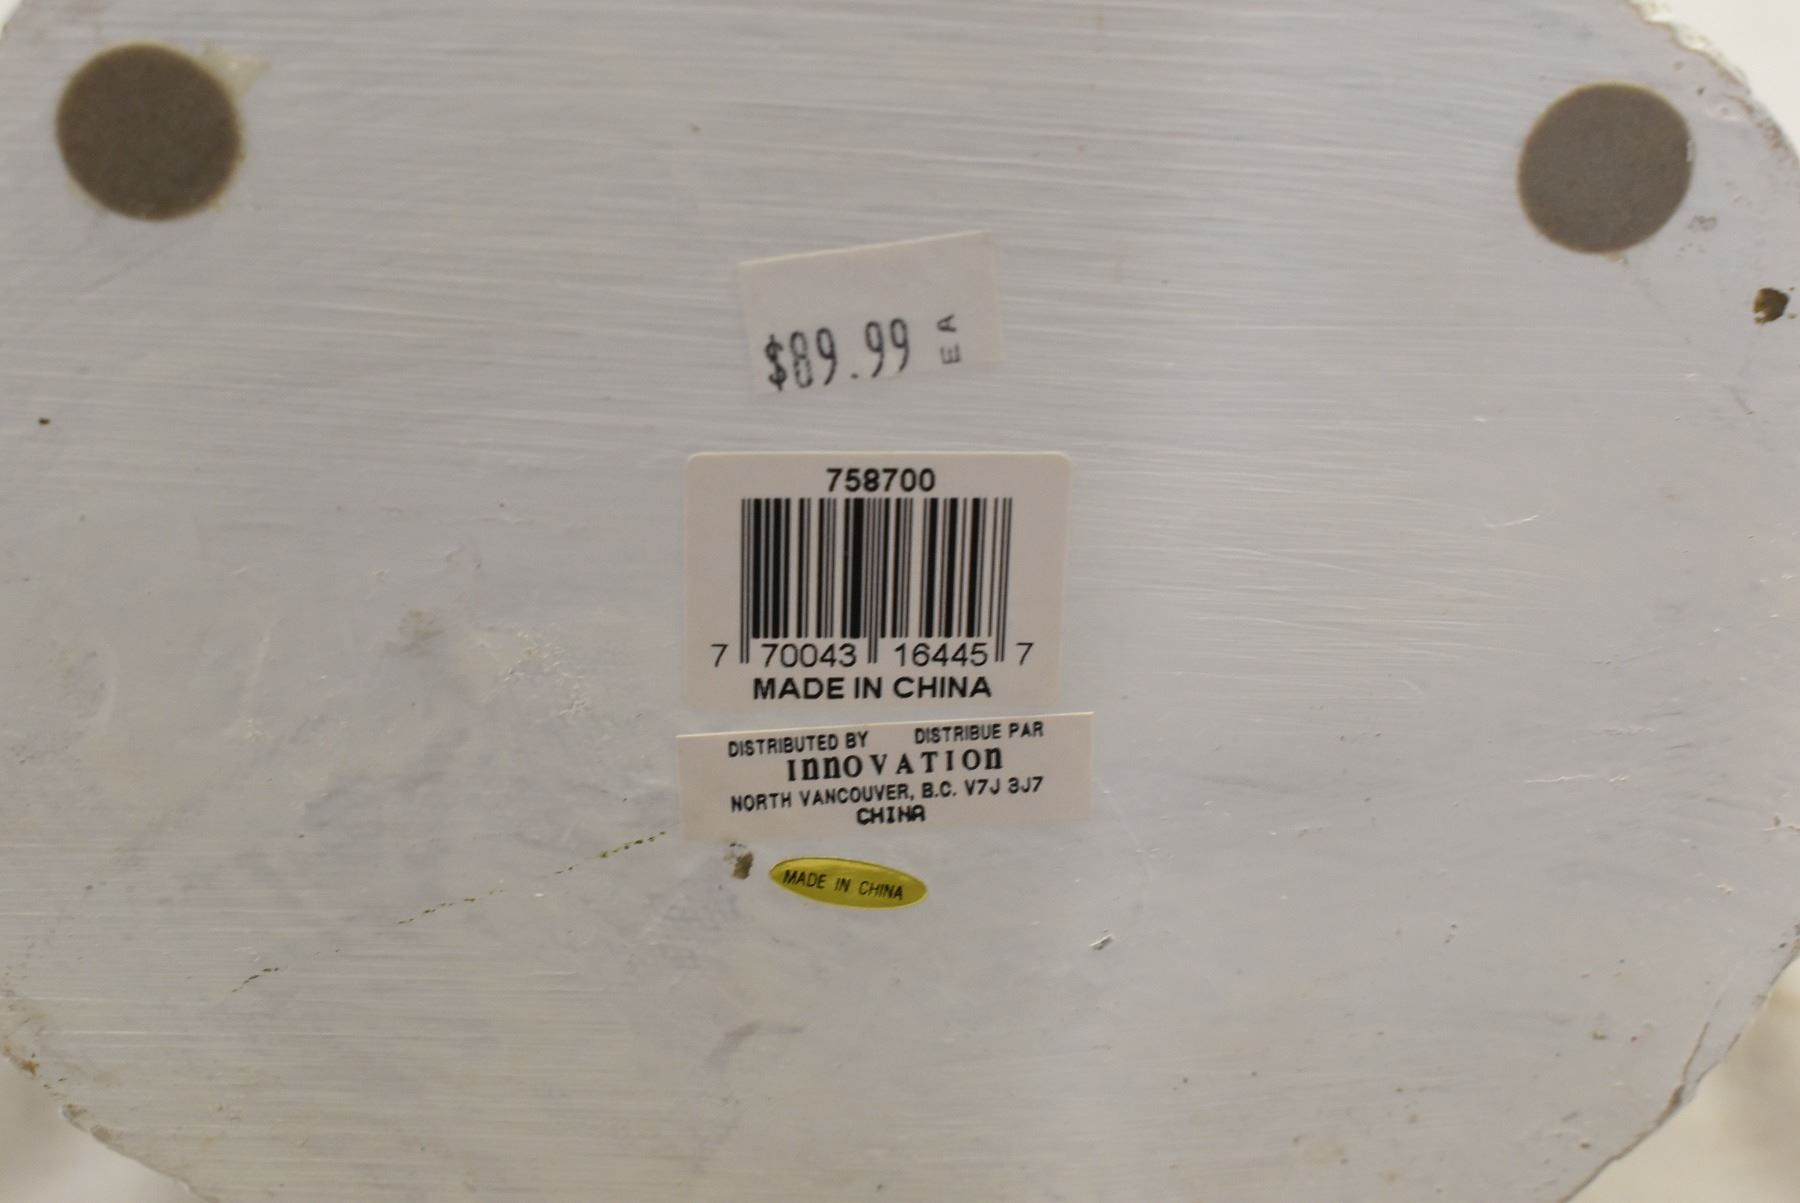 $89.99 EA
758700
7 70043 16445 7
MADE IN CHINA
DISTRIBUTED BY DISTRIBUE PAR
InnOVATIOn
NORTH VANCOUVER, B.C. V7J 3J7
CHINA
MADE IN CHINA